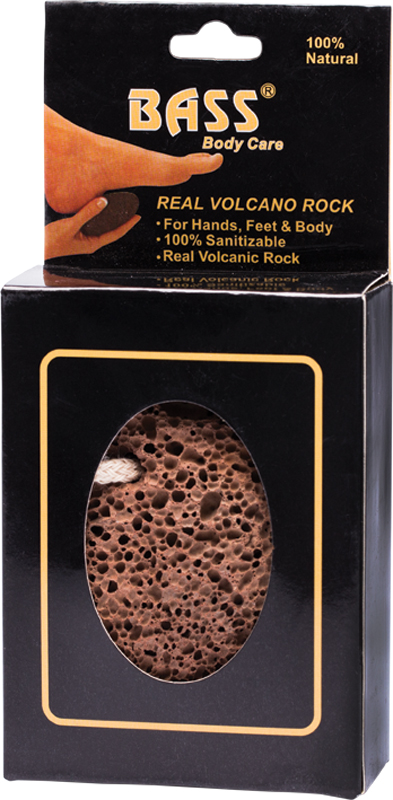 100%
Natural
BASS®
Body Care
REAL VOLCANO ROCK
• For Hands, Feet & Body
• 100% Sanitizable
• Real Volcanic Rock